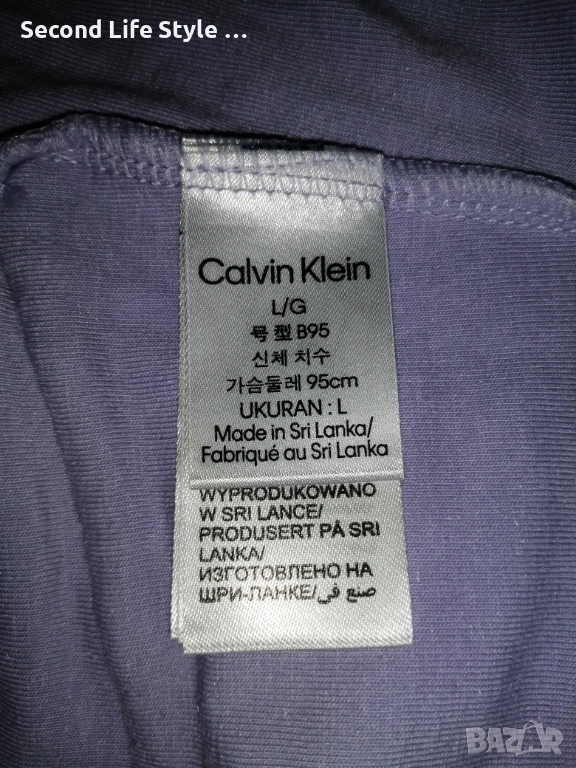 Second Life Style ...
Calvin Klein
L/G
号 型 B95
신체 치수
가슴둘레 95cm
UKURAN : L
Made in Sri Lanka/
Fabriqué au Sri Lanka
WYPRODUKOWANO
W SRI LANCE/
PRODUSERT PÅ SRI
LANKA/
ИЗГОТОВЛЕНО НА
ШРИ-ЛАНКЕ/صنع في
BAZAR